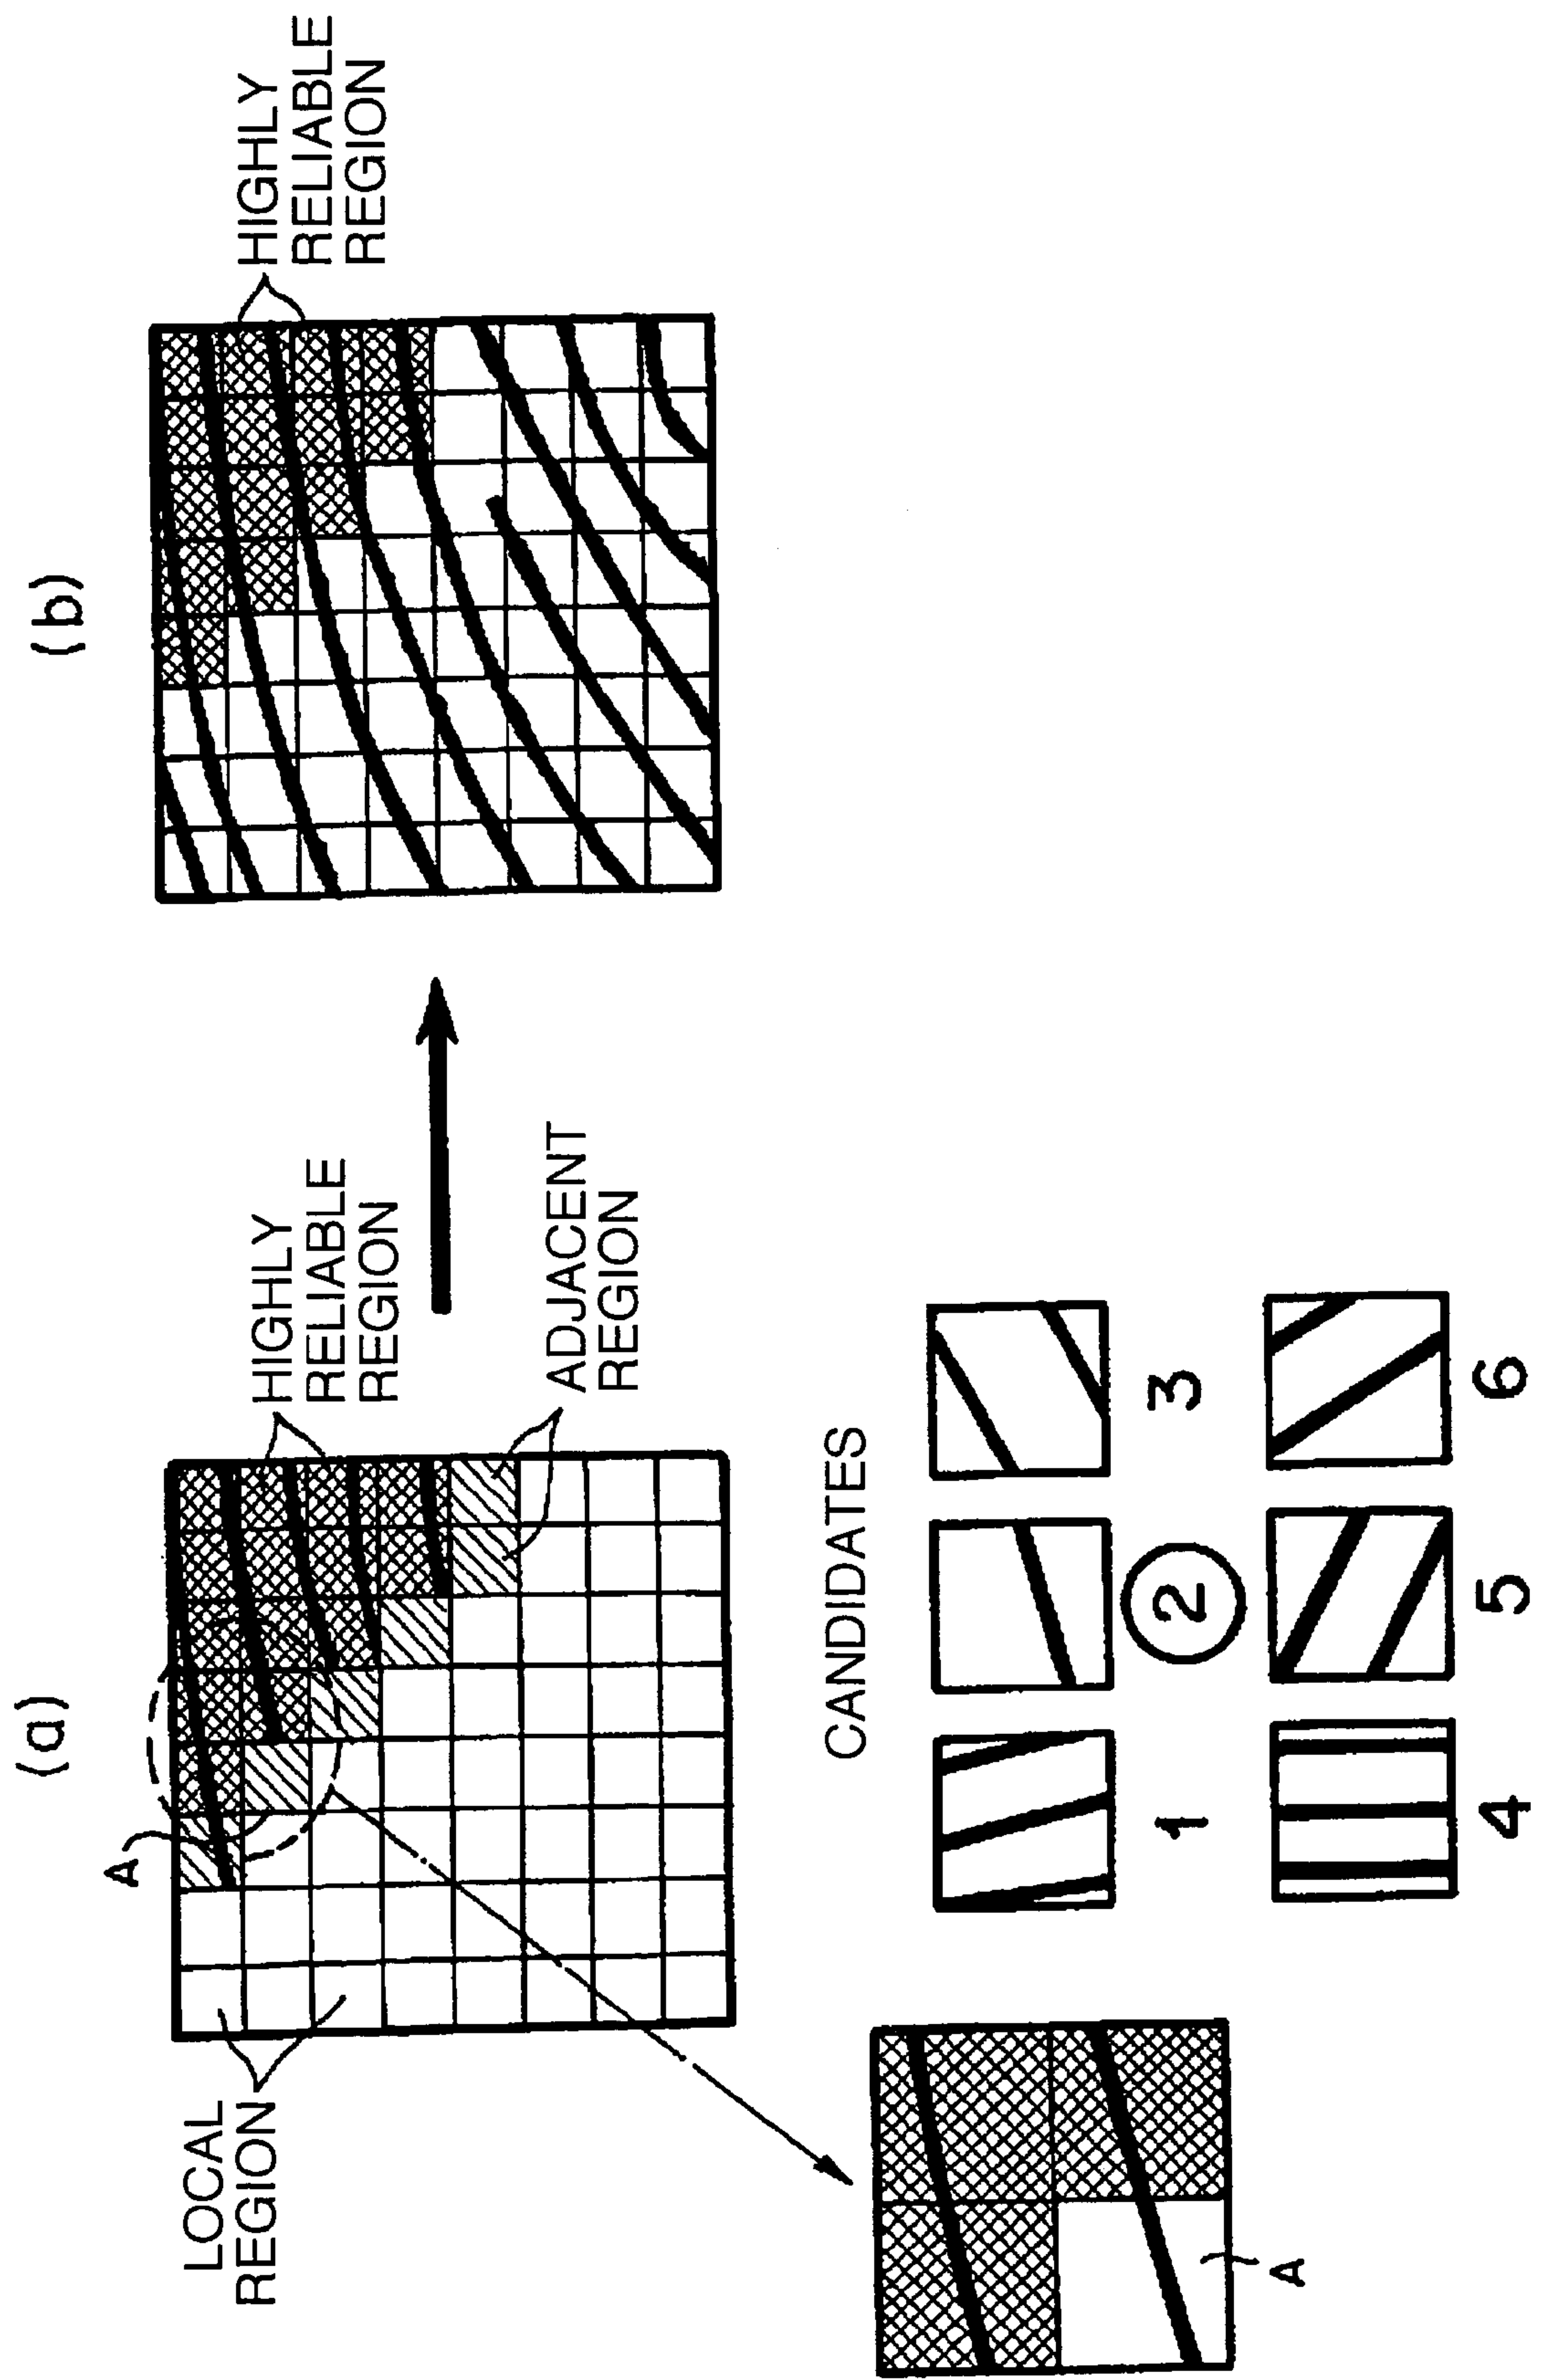 (a)
(b)
A
LOCAL
REGION
HIGHLY
RELIABLE
REGION
ADJACENT
REGION
HIGHLY
RELIABLE
REGION
A
CANDIDATES
1
2
3
4
5
6